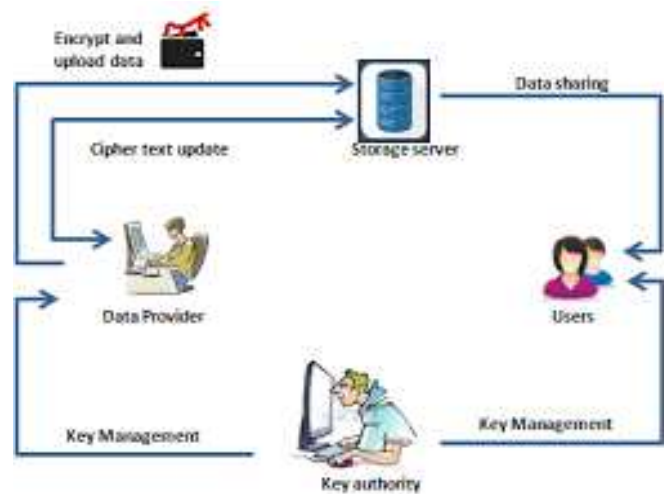 Encrypt and
upload data
Data sharing
Cipher text update
Storage server
Data Provider
Users
Key Management
Key Management
Key authority